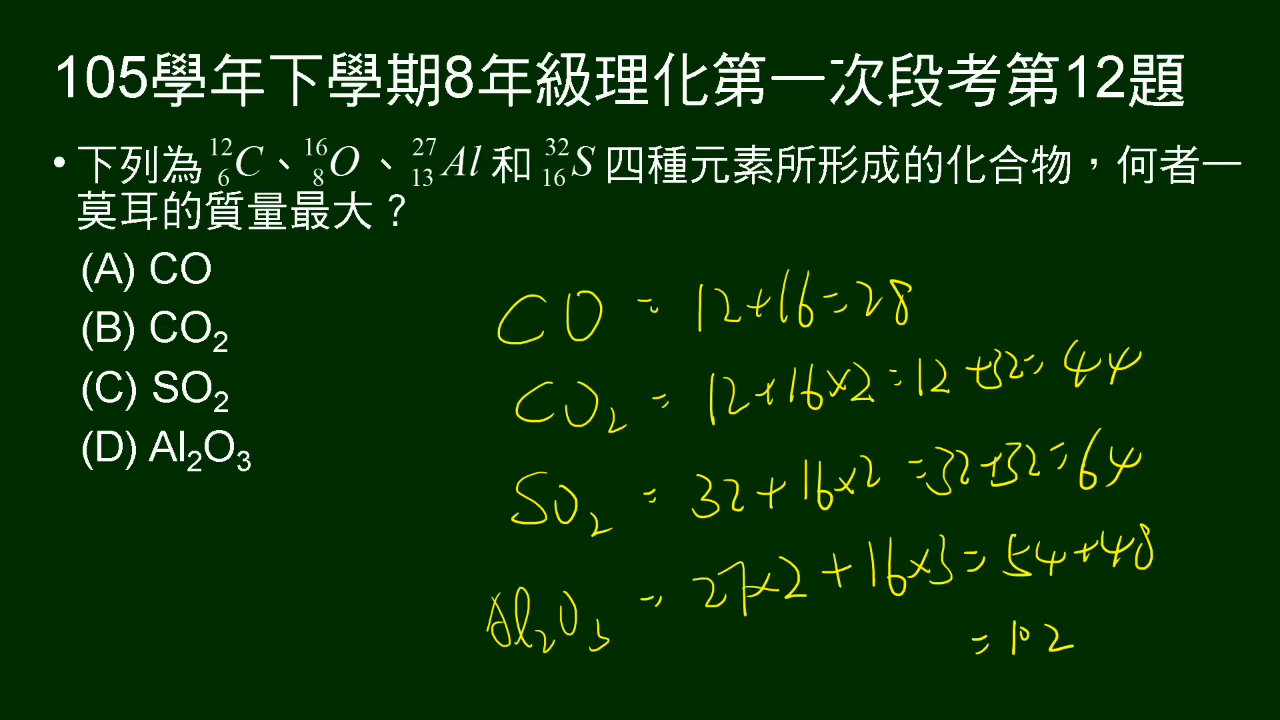 105學年下學期8年級理化第一次段考第12題
• 下列為 ¹²₆C、¹⁶₈O、²⁷₁₃Al 和 ³²₁₆S 四種元素所形成的化合物，何者一
莫耳的質量最大？
(A) CO
(B) CO₂
(C) SO₂
(D) Al₂O₃
CO = 12+16=28
CO₂ = 12+16×2=12+32=44
SO₂ = 32+16×2=32+32=64
Al₂O₃ = 27×2+16×3=54+48
=102